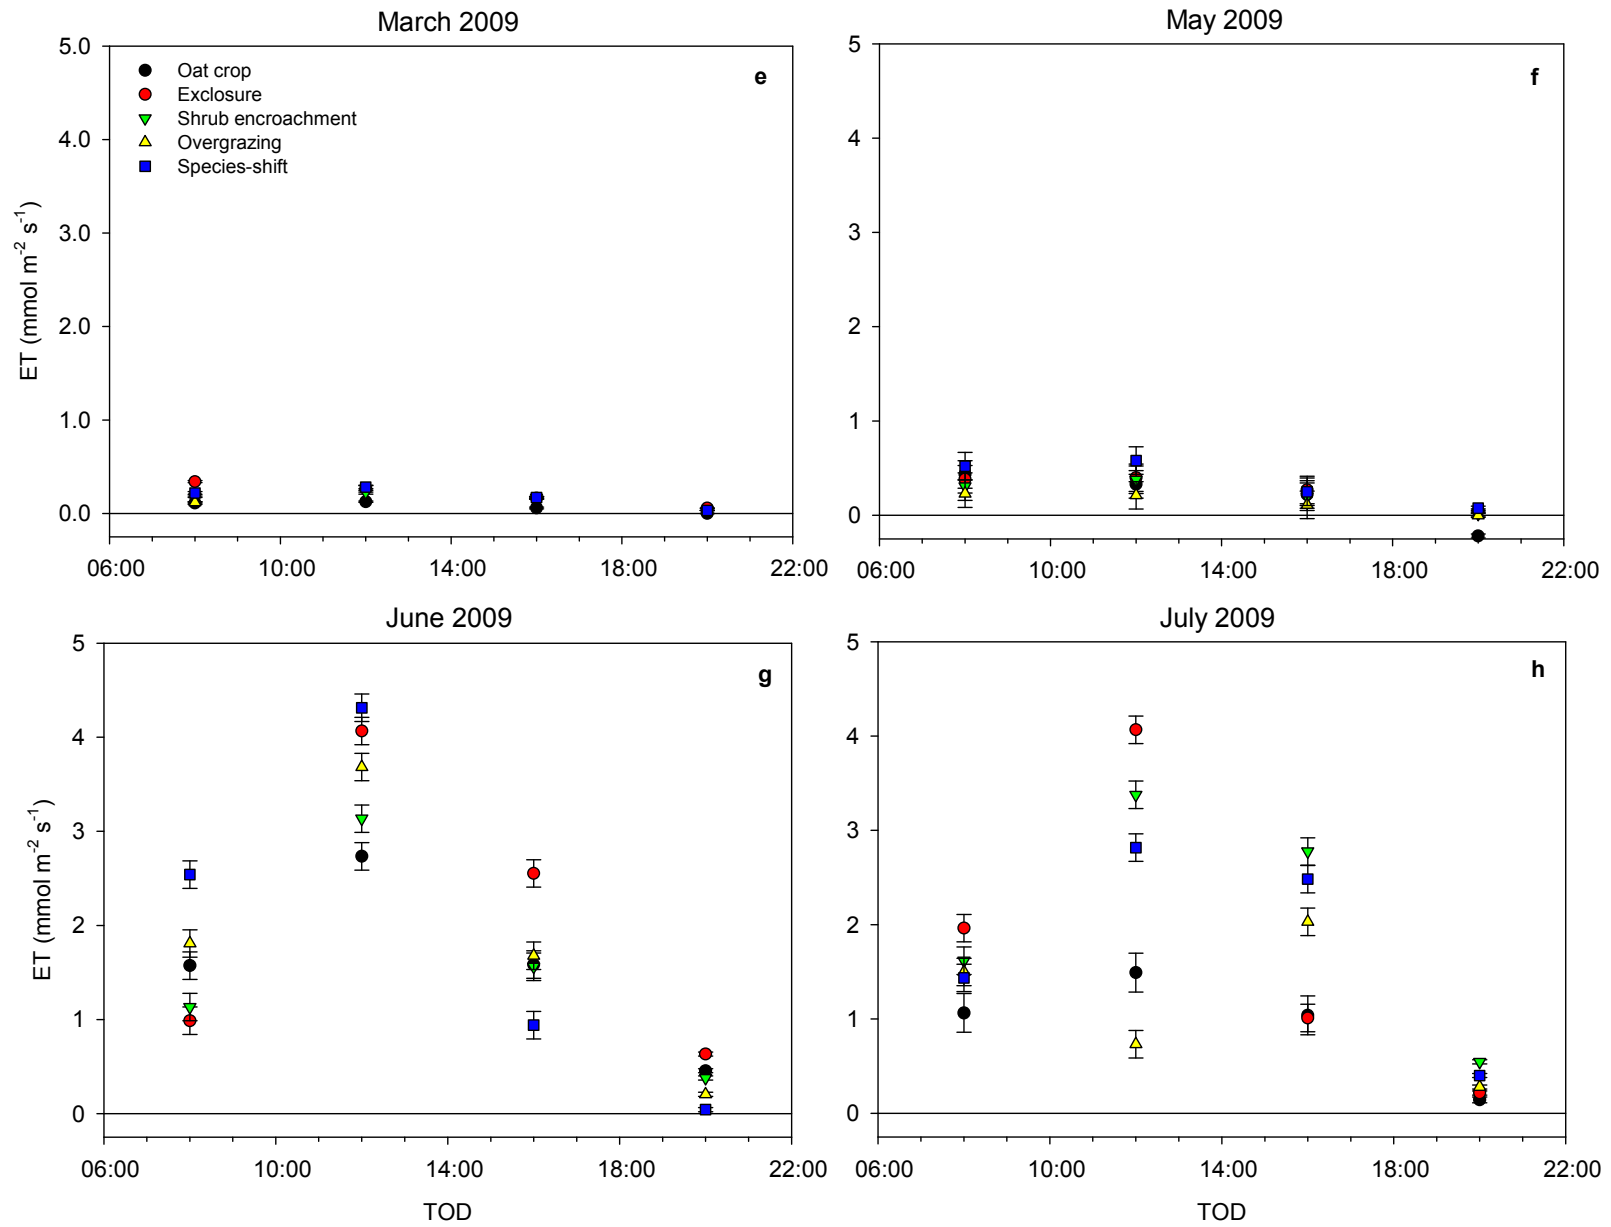 March 2009
May 2009
5.0
4.0
3.0
2.0
1.0
0.0
ET (mmol m-2 s-1)
Oat crop
Exclosure
Shrub encroachment
Overgrazing
Species-shift
e
06:00 10:00 14:00 18:00 22:00
5
4
3
2
1
0
f
06:00 10:00 14:00 18:00 22:00
June 2009
July 2009
5
4
3
2
1
0
ET (mmol m-2 s-1)
g
06:00 10:00 14:00 18:00 22:00
TOD
5
4
3
2
1
0
h
06:00 10:00 14:00 18:00 22:00
TOD